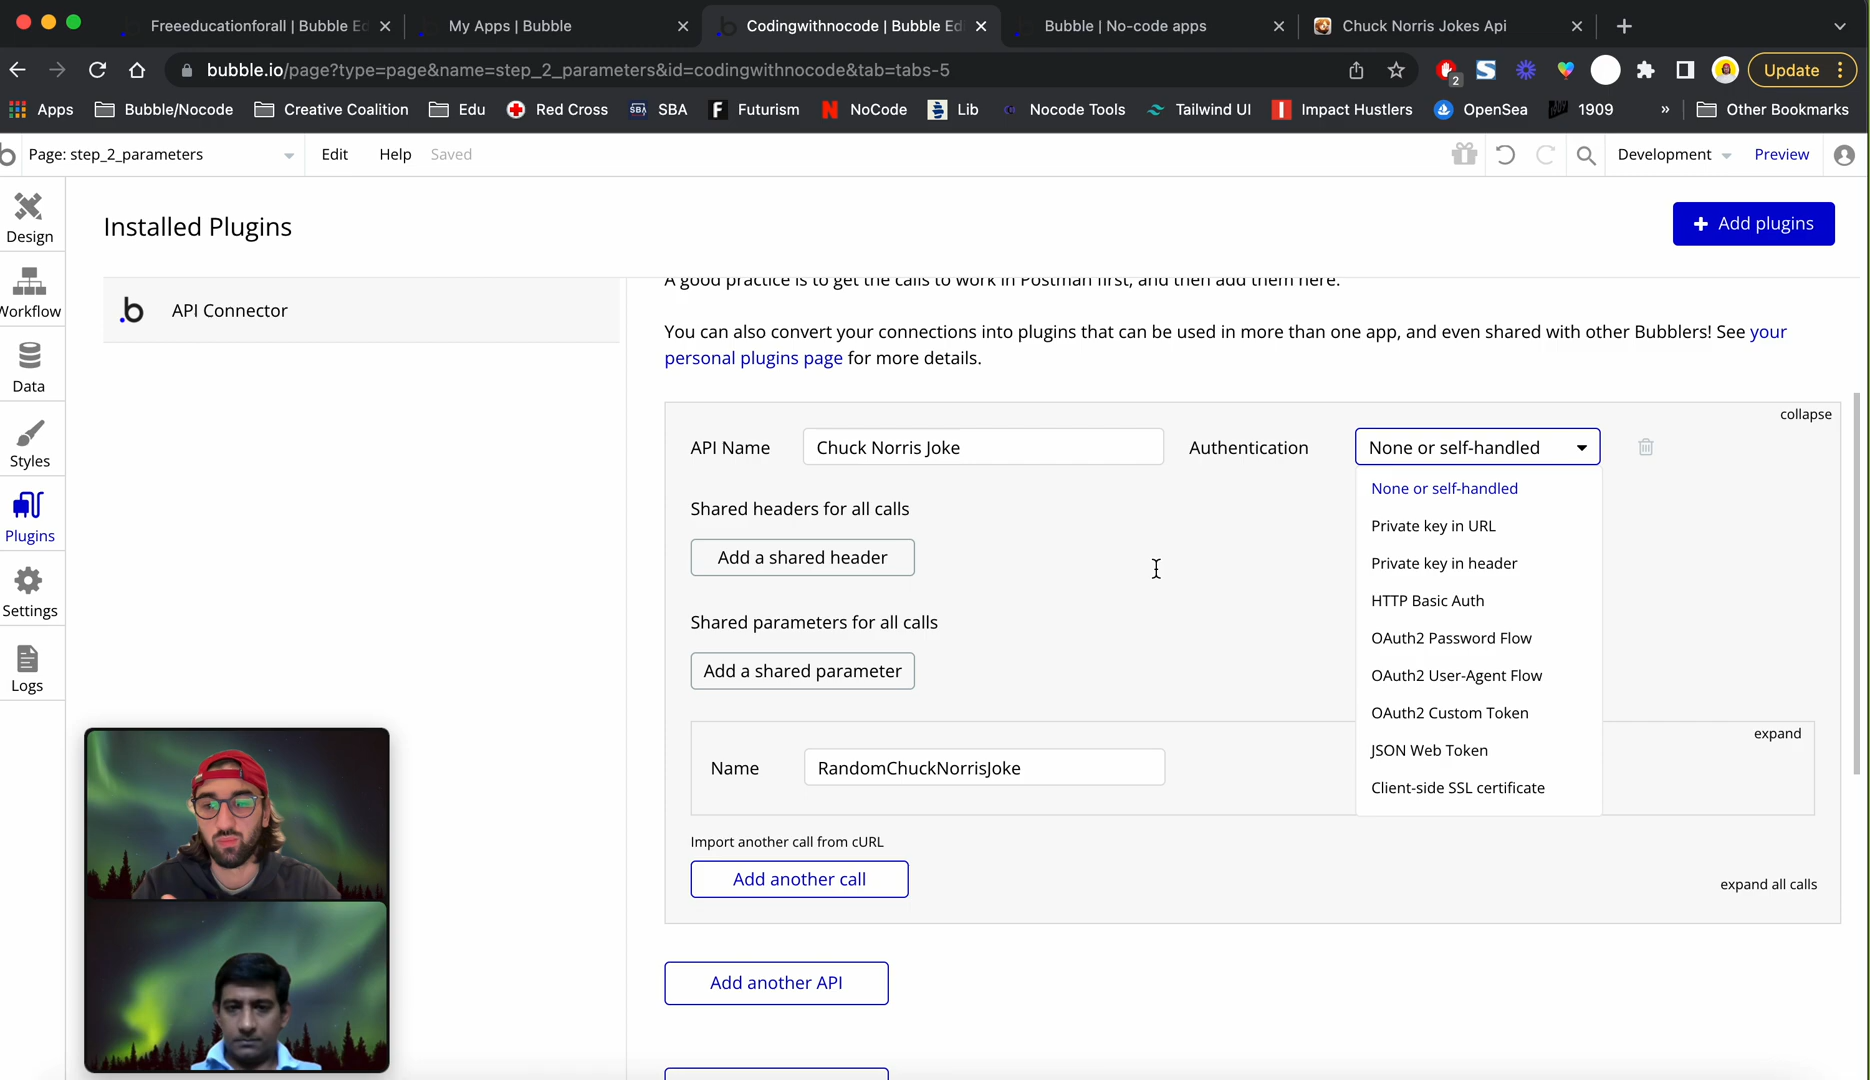 Freeeducationforall | Bubble Ed
My Apps | Bubble
Codingwithnocode | Bubble Edi
Bubble | No-code apps
Chuck Norris Jokes Api
bubble.io/page?type=page&name=step_2_parameters&id=codingwithnocode&tab=tabs-5
2
Update
Apps
Bubble/Nocode
Creative Coalition
Edu
Red Cross
SBA
SBA
Futurism
NoCode
Lib
Nocode Tools
Tailwind UI
Impact Hustlers
OpenSea
1909
»
Other Bookmarks
Page: step_2_parameters
Edit
Help
Saved
Development
Preview
Design
Workflow
Data
Styles
Plugins
Settings
Logs
Installed Plugins
+ Add plugins
API Connector
A good practice is to get the calls to work in Postman first, and then add them here.
You can also convert your connections into plugins that can be used in more than one app, and even shared with other Bubblers! See your
personal plugins page for more details.
collapse
API Name
Chuck Norris Joke
Authentication
None or self-handled
None or self-handled
Private key in URL
Private key in header
HTTP Basic Auth
OAuth2 Password Flow
OAuth2 User-Agent Flow
OAuth2 Custom Token
JSON Web Token
Client-side SSL certificate
Shared headers for all calls
Add a shared header
Shared parameters for all calls
Add a shared parameter
expand
Name
RandomChuckNorrisJoke
Import another call from cURL
Add another call
expand all calls
Add another API